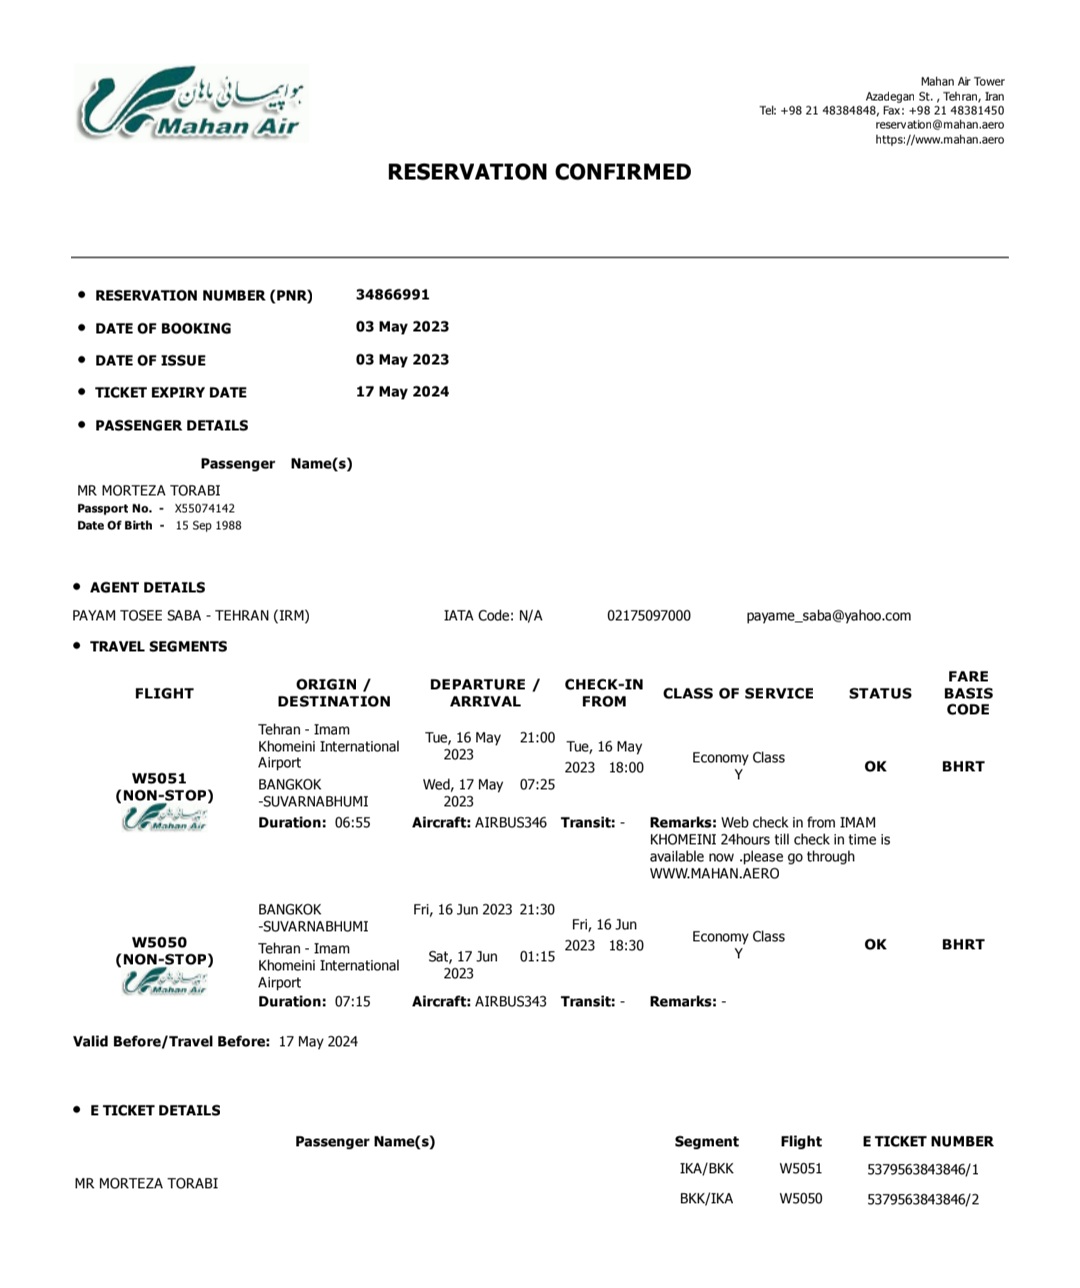 هواپیمائی ماهان
Mahan Air
Mahan Air Tower
Azadegan St. , Tehran, Iran
Tel: +98 21 48384848, Fax: +98 21 48381450
reservation@mahan.aero
https://www.mahan.aero
RESERVATION CONFIRMED
• RESERVATION NUMBER (PNR) 34866991
• DATE OF BOOKING 03 May 2023
• DATE OF ISSUE 03 May 2023
• TICKET EXPIRY DATE 17 May 2024
• PASSENGER DETAILS
Passenger Name(s)
MR MORTEZA TORABI
Passport No. - X55074142
Date Of Birth - 15 Sep 1988
• AGENT DETAILS
PAYAM TOSEE SABA - TEHRAN (IRM) IATA Code: N/A 02175097000 payame_saba@yahoo.com
• TRAVEL SEGMENTS
FLIGHT
ORIGIN /
DESTINATION
DEPARTURE /
ARRIVAL
CHECK-IN
FROM
CLASS OF SERVICE
STATUS
FARE
BASIS
CODE
W5051
(NON-STOP)
هواپیمائی ماهان
Mahan Air
Tehran - Imam
Khomeini International
Airport
Tue, 16 May 21:00
2023
BANGKOK
-SUVARNABHUMI
Wed, 17 May 07:25
2023
Tue, 16 May
2023 18:00
Economy Class
Y
OK
BHRT
Duration: 06:55 Aircraft: AIRBUS346 Transit: - Remarks: Web check in from IMAM
KHOMEINI 24hours till check in time is
available now .please go through
WWW.MAHAN.AERO
W5050
(NON-STOP)
هواپیمائی ماهان
Mahan Air
BANGKOK
-SUVARNABHUMI
Fri, 16 Jun 2023 21:30
Tehran - Imam
Khomeini International
Airport
Sat, 17 Jun 01:15
2023
Fri, 16 Jun
2023 18:30
Economy Class
Y
OK
BHRT
Duration: 07:15 Aircraft: AIRBUS343 Transit: - Remarks: -
Valid Before/Travel Before: 17 May 2024
• E TICKET DETAILS
Passenger Name(s) Segment Flight E TICKET NUMBER
MR MORTEZA TORABI
IKA/BKK W5051 5379563843846/1
BKK/IKA W5050 5379563843846/2